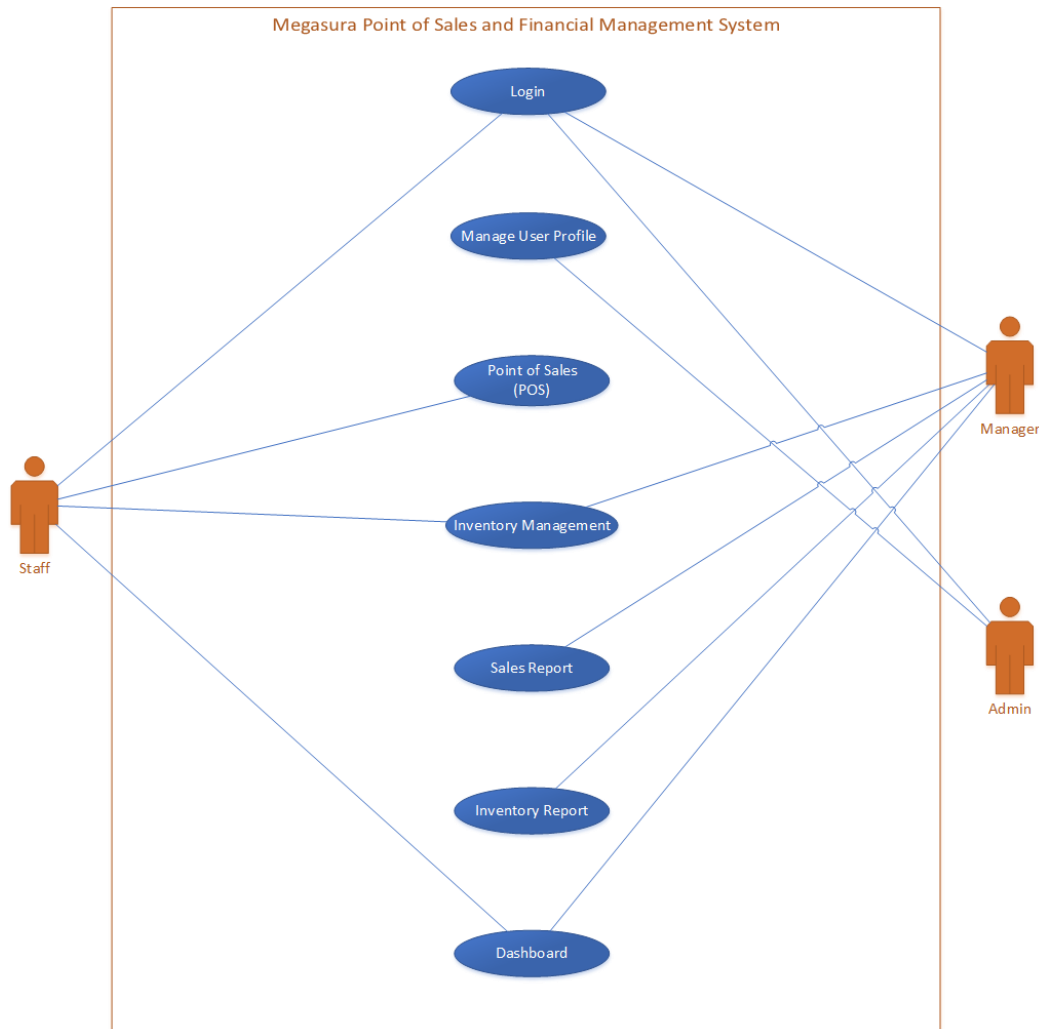 Megasura Point of Sales and Financial Management System
Login
Manage User Profile
Point of Sales
(POS)
Manager
Inventory Management
Staff
Sales Report
Admin
Inventory Report
Dashboard